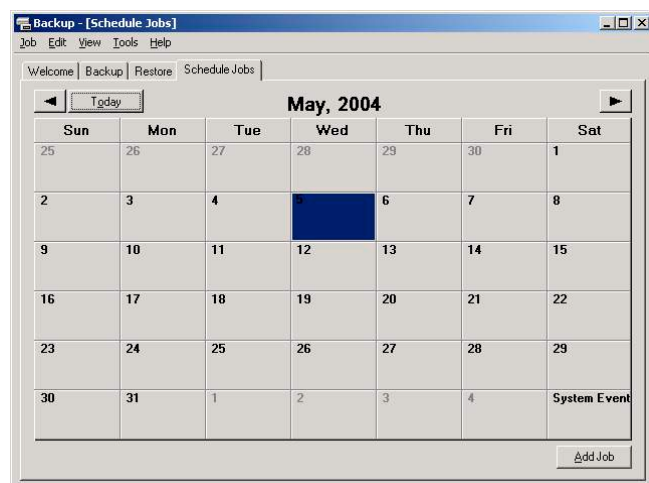 Backup - [Schedule Jobs]
Job Edit View Tools Help
Welcome Backup Restore Schedule Jobs
Today May, 2004
Sun Mon Tue Wed Thu Fri Sat
25 26 27 28 29 30 1
2 3 4 5 6 7 8
9 10 11 12 13 14 15
16 17 18 19 20 21 22
23 24 25 26 27 28 29
30 31 1 2 3 4 System Event
Add Job